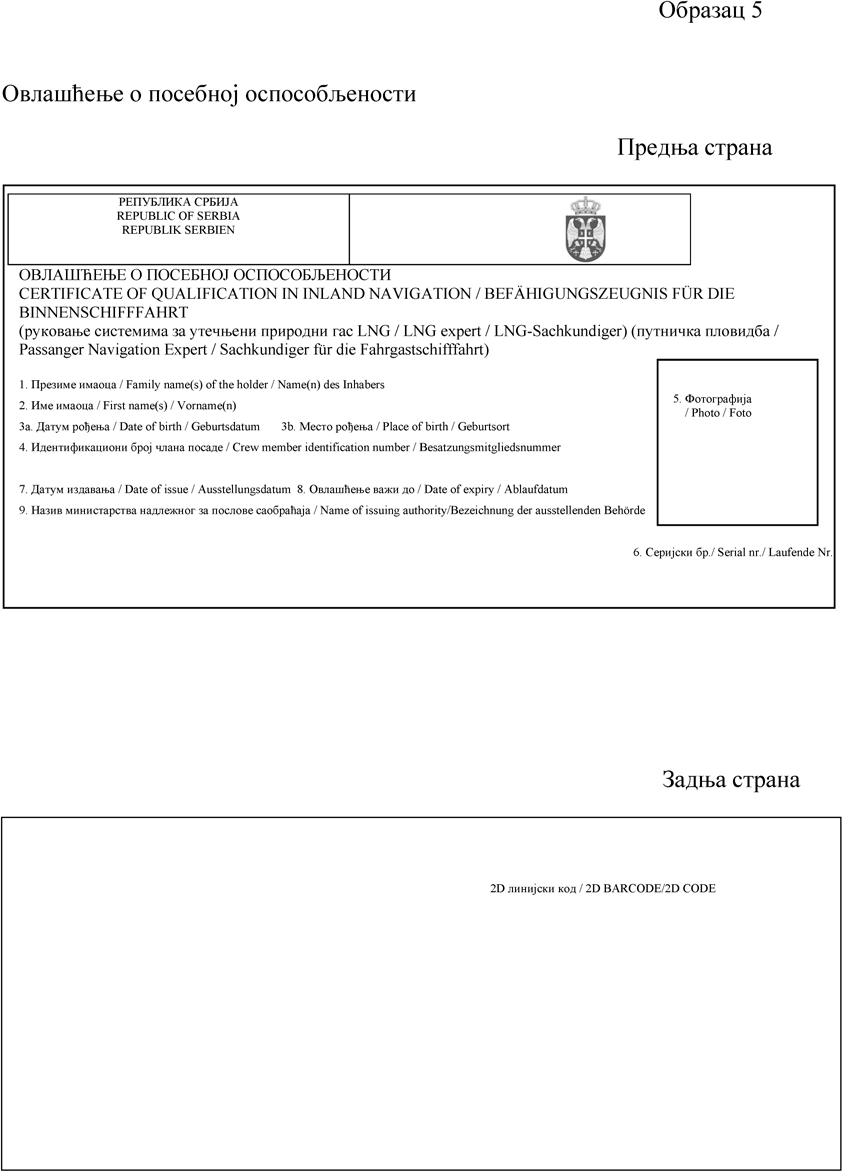 Образац 5
Овлашћење о посебној оспособљености
Предња страна
РЕПУБЛИКА СРБИЈА
REPUBLIC OF SERBIA
REPUBLIK SERBIEN
ОВЛАШЋЕЊЕ О ПОСЕБНОЈ ОСПОСОБЉЕНОСТИ
CERTIFICATE OF QUALIFICATION IN INLAND NAVIGATION / BEFÄHIGUNGSZEUGNIS FÜR DIE
BINNENSCHIFFFAHRT
(руковање системима за утечњени природни гас LNG / LNG expert / LNG-Sachkundiger) (путничка пловидба /
Passanger Navigation Expert / Sachkundiger für die Fahrgastschifffahrt)
1. Презиме имаоца / Family name(s) of the holder / Name(n) des Inhabers
2. Име имаоца / First name(s) / Vorname(n)
3a. Датум рођења / Date of birth / Geburtsdatum 3b. Место рођења / Place of birth / Geburtsort
4. Идентификациони број члана посаде / Crew member identification number / Besatzungsmitgliedsnummer
5. Фотографија
/ Photo / Foto
7. Датум издавања / Date of issue / Ausstellungsdatum 8. Овлашћење важи до / Date of expiry / Ablaufdatum
9. Назив министарства надлежног за послове саобраћаја / Name of issuing authority/Bezeichnung der ausstellenden Behörde
6. Серијски бр./ Serial nr./ Laufende Nr.
Задња страна
2D линијски код / 2D BARCODE/2D CODE